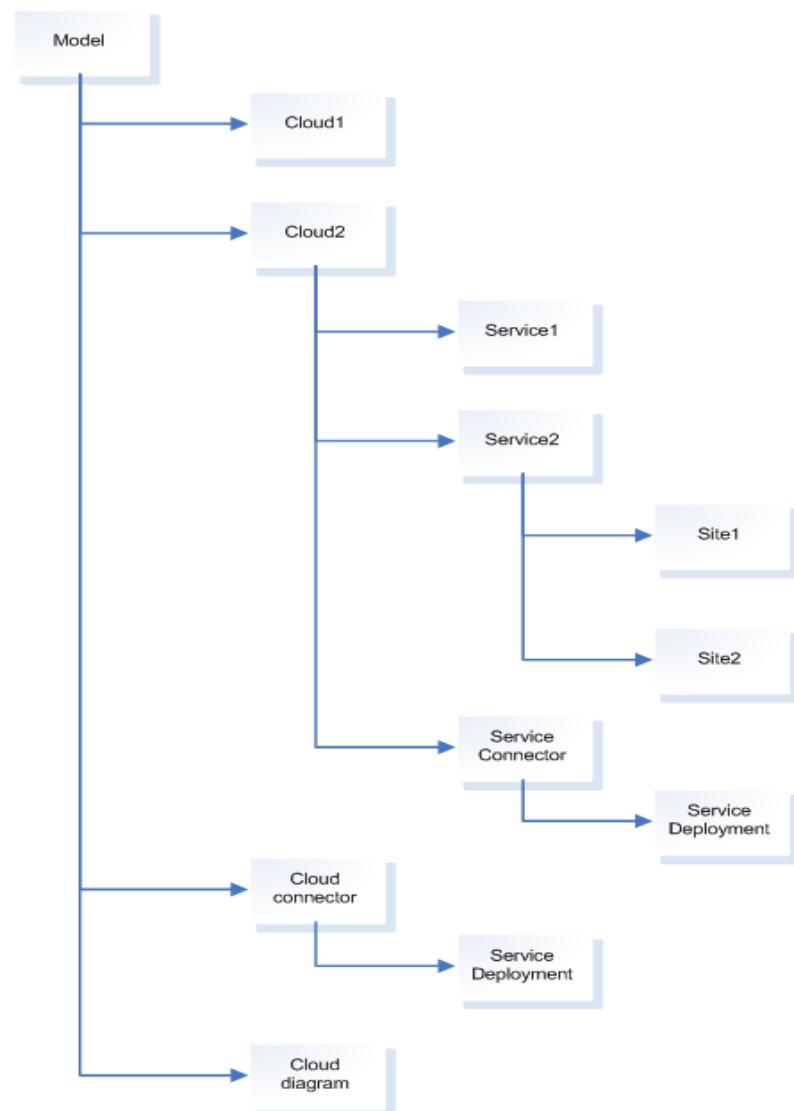 Model
Cloud1
Cloud2
Service1
Service2
Site1
Site2
Service
Connector
Service
Deployment
Cloud
connector
Service
Deployment
Cloud
diagram